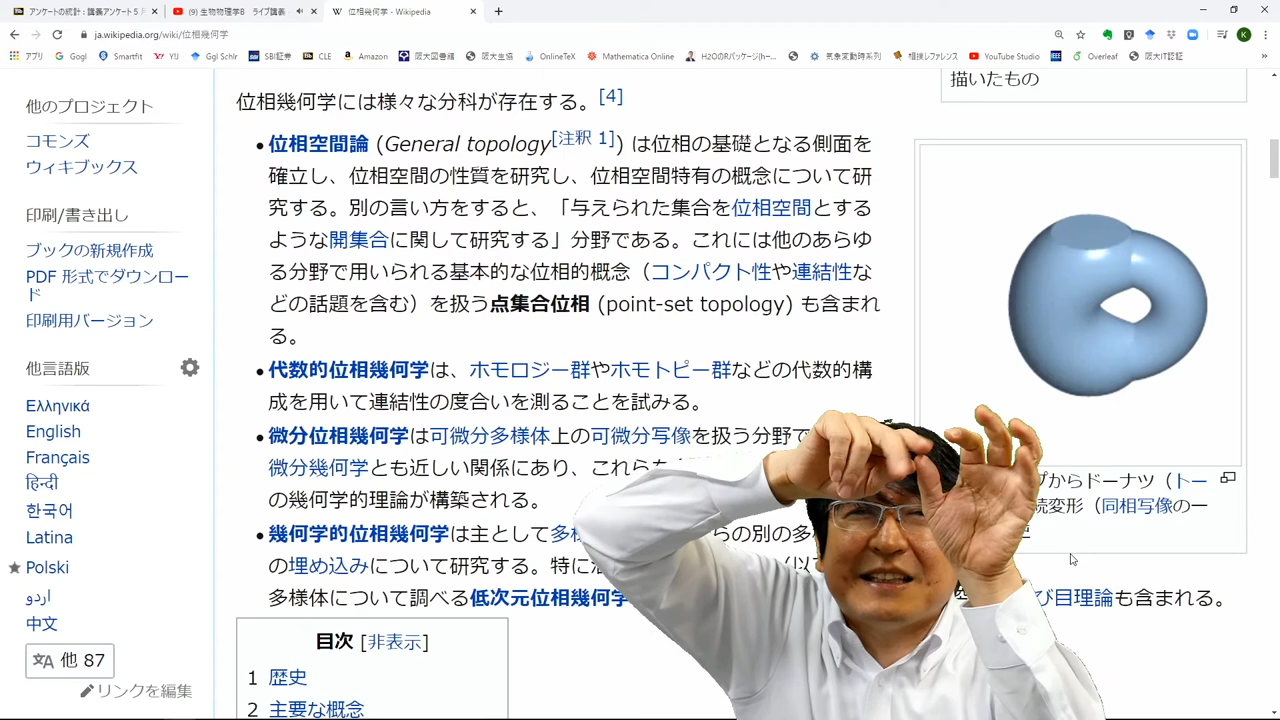 アンケートの統計：講義アンケート５月
(9) 生物物理学B　ライブ講義 -
位相幾何学 - Wikipedia
ja.wikipedia.org/wiki/位相幾何学
アプリ Gogl Smartfit Y!J Ggl Schlr SBI証券 CLE Amazon 阪大図書館 阪大生協 OnlineTeX Mathematica Online H2OのRパッケージ(h-... 気象変動時系列 相撲レファレンス YouTube Studio Overleaf 阪大IT認証
他のプロジェクト
コモンズ
ウィキブックス
印刷/書き出し
ブックの新規作成
PDF 形式でダウンロー
ド
印刷用バージョン
他言語版
Ελληνικά
English
Français
हिन्दी
한국어
Latina
Polski
اردو
中文
他 87
リンクを編集
位相幾何学には様々な分科が存在する。[4]
位相空間論 (General topology[注釈 1]) は位相の基礎となる側面を
確立し、位相空間の性質を研究し、位相空間特有の概念について研
究する。別の言い方をすると、「与えられた集合を位相空間とする
ような開集合に関して研究する」分野である。これには他のあらゆ
る分野で用いられる基本的な位相的概念（コンパクト性や連結性な
どの話題を含む）を扱う点集合位相 (point-set topology) も含まれ
る。
代数的位相幾何学は、ホモロジー群やホモトピー群などの代数的構
成を用いて連結性の度合いを測ることを試みる。
微分位相幾何学は可微分多様体上の可微分写像を扱う分野で
微分幾何学とも近しい関係にあり、これらを
の幾何学的理論が構築される。
幾何学的位相幾何学は主として多様 らの別の多
の埋め込みについて研究する。特に
多様体について調べる低次元位相幾何学 び目理論も含まれる。
目次 [非表示]
1 歴史
2 主要な概念
描いたもの
プからドーナツ（トー
続変形（同相写像の一